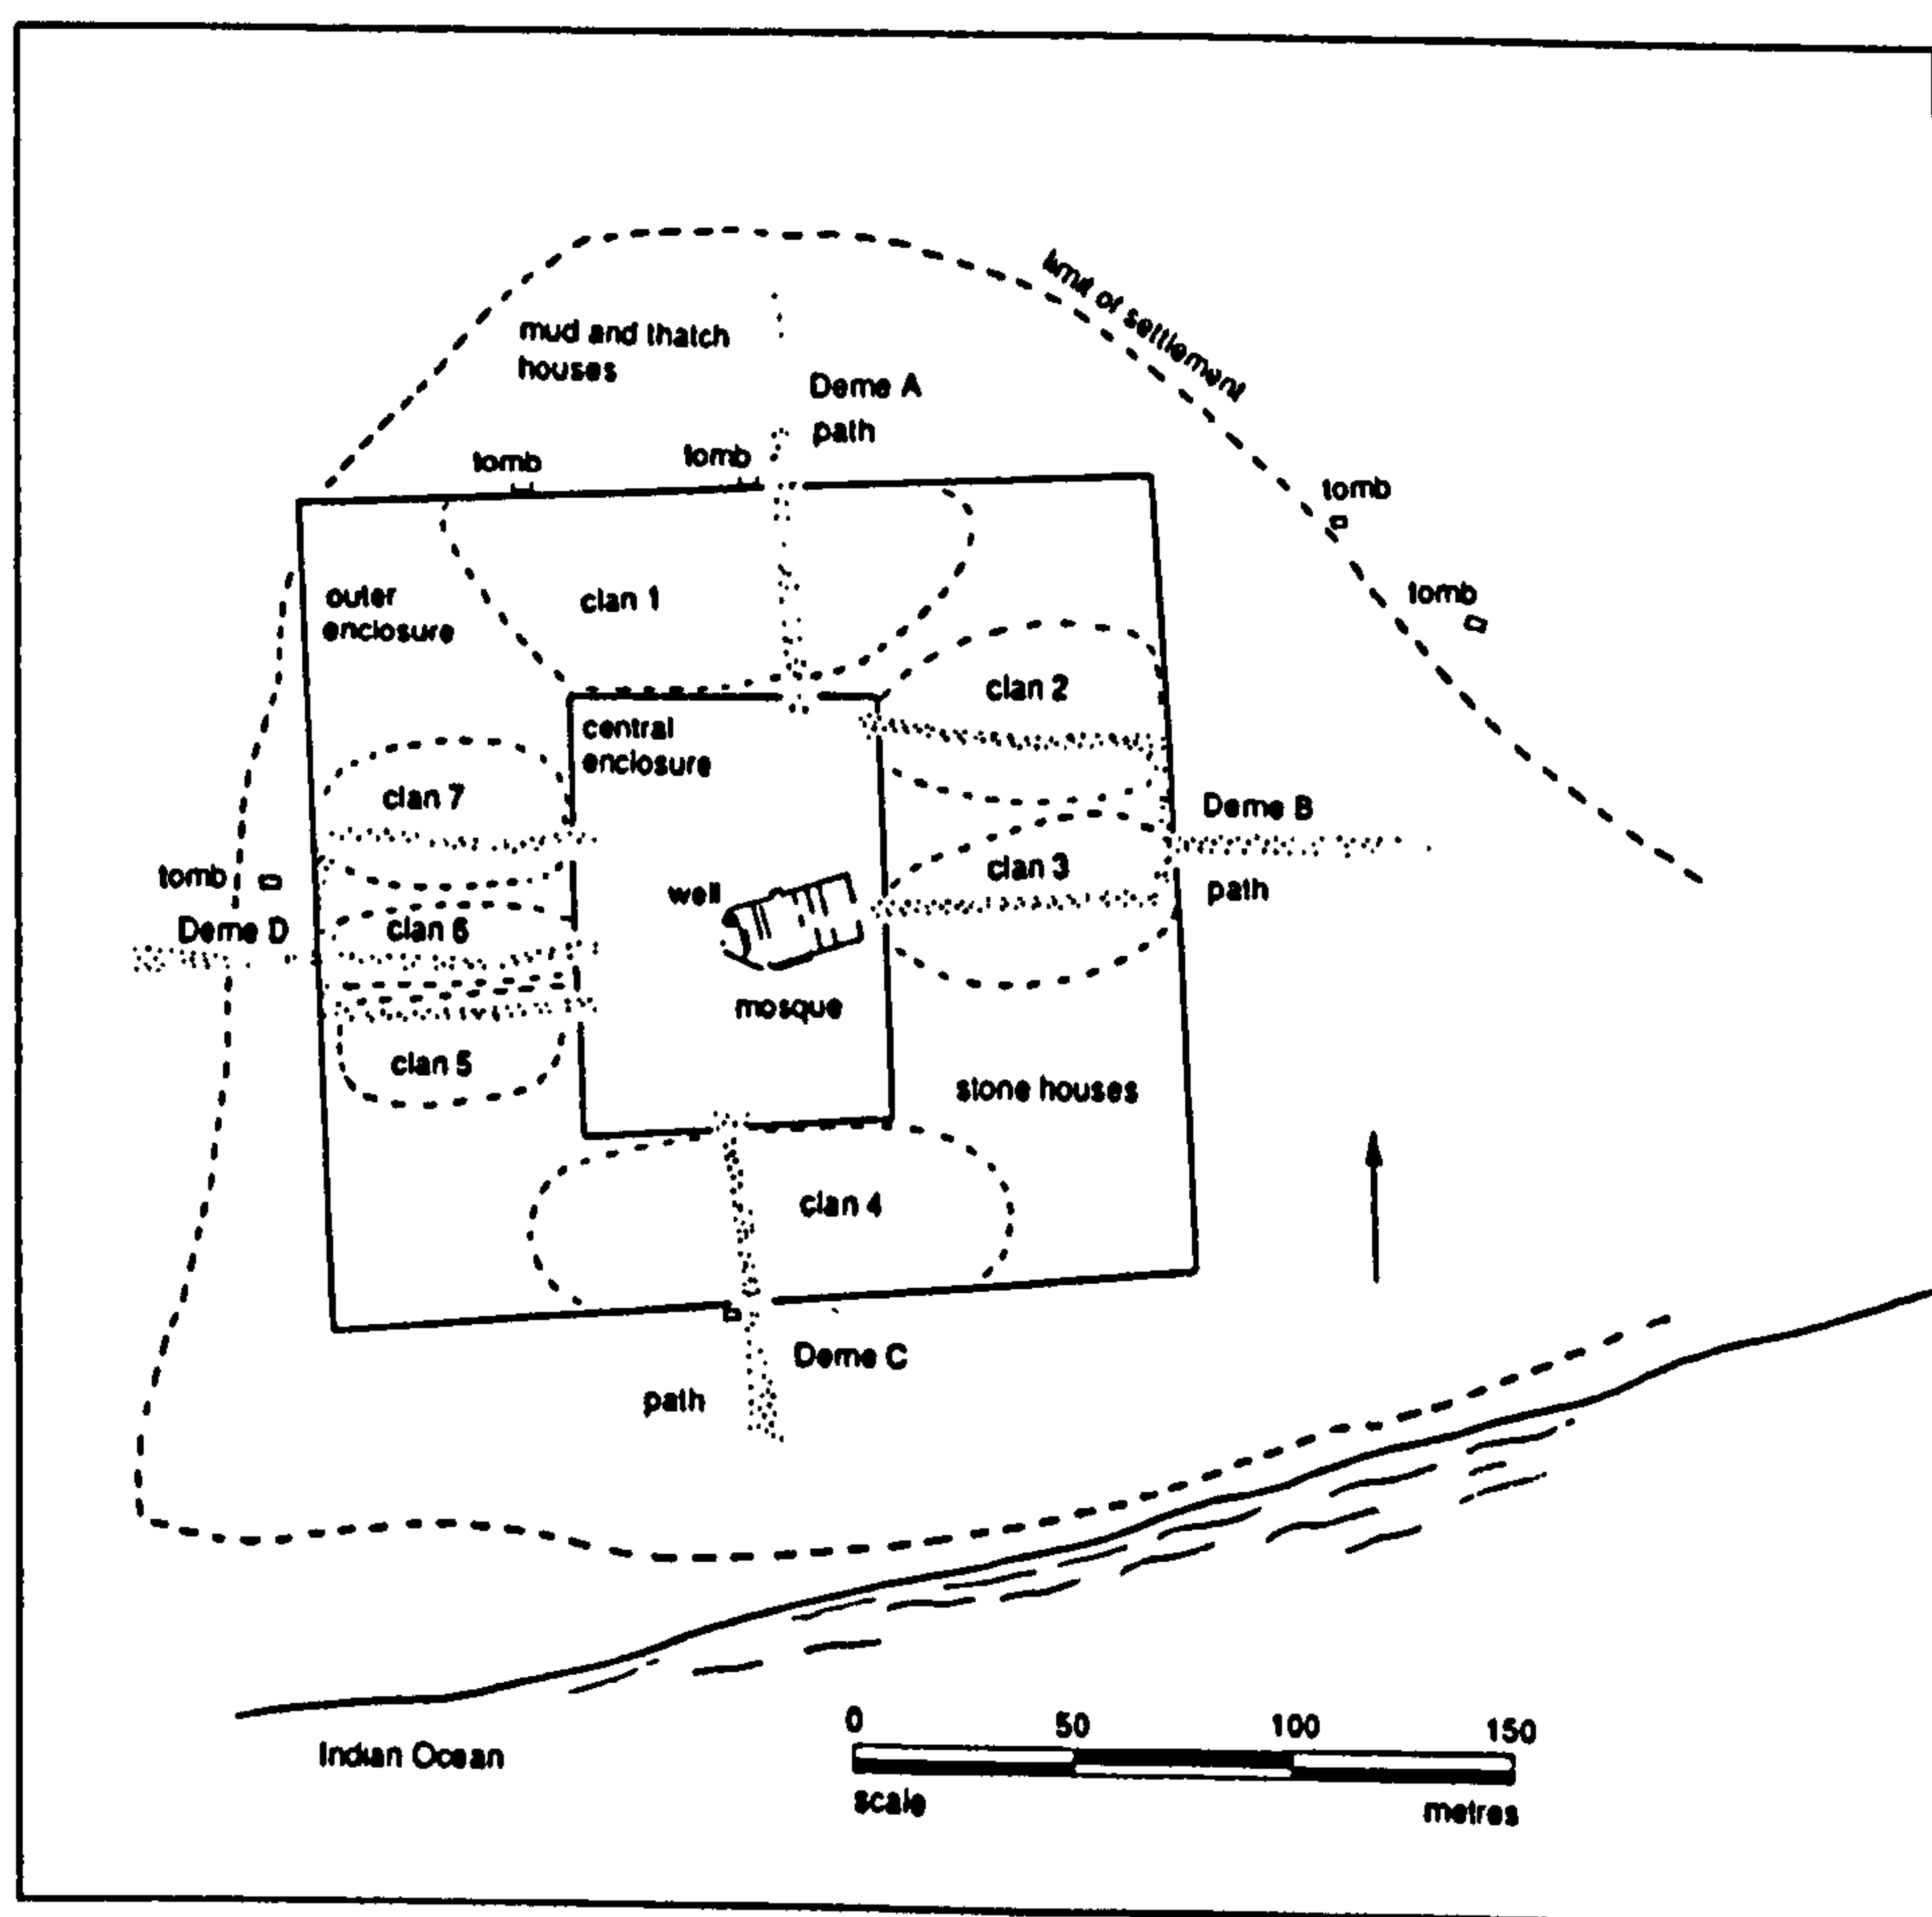 limit of settlement
mud and thatch
houses
Deme A
path
tomb
tomb
tomb
tomb
outer
enclosure
clan 1
clan 2
central
enclosure
clan 7
Deme B
clan 3
path
tomb
well
Deme D
clan 6
mosque
clan 5
stone houses
clan 4
Deme C
path
0
50
100
150
Indian Ocean
scale
metres